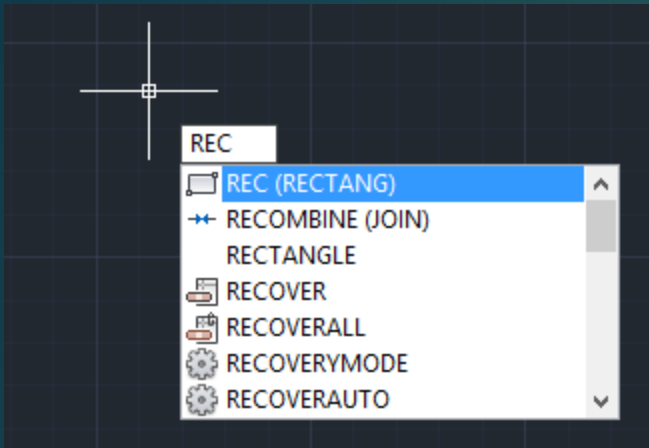 REC
REC (RECTANG)
RECOMBINE (JOIN)
RECTANGLE
RECOVER
RECOVERALL
RECOVERYMODE
RECOVERAUTO